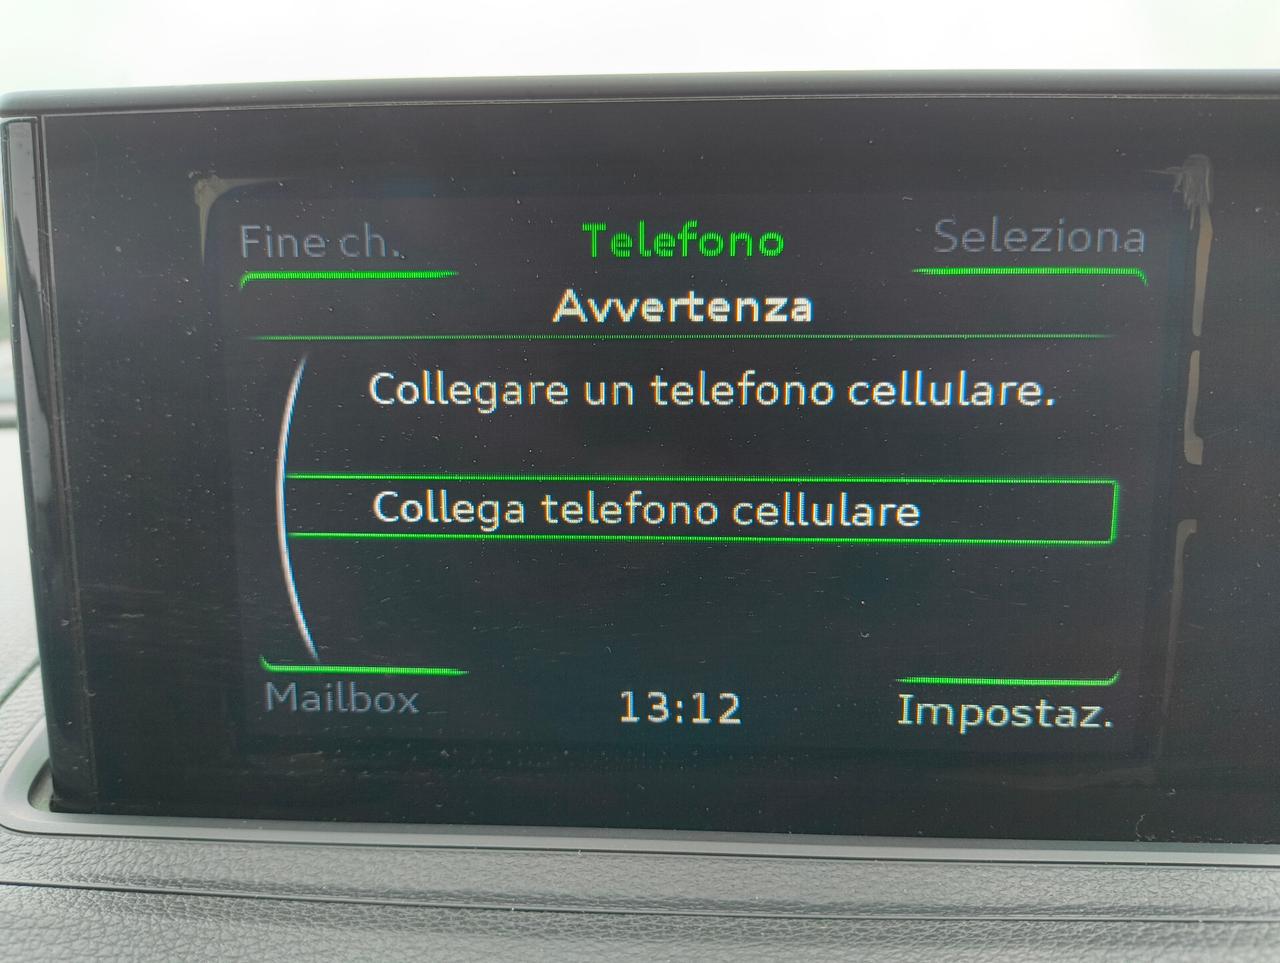 Fine ch. Telefono Seleziona
Avvertenza
Collegare un telefono cellulare.
Collega telefono cellulare
Mailbox 13:12 Impostaz.